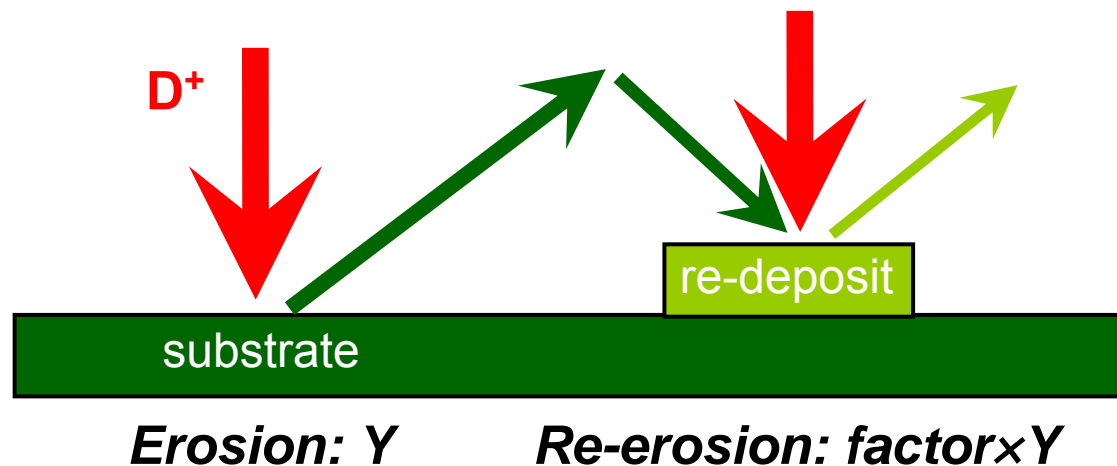 D⁺
re-deposit
substrate
Erosion: Y
Re-erosion: factor×Y